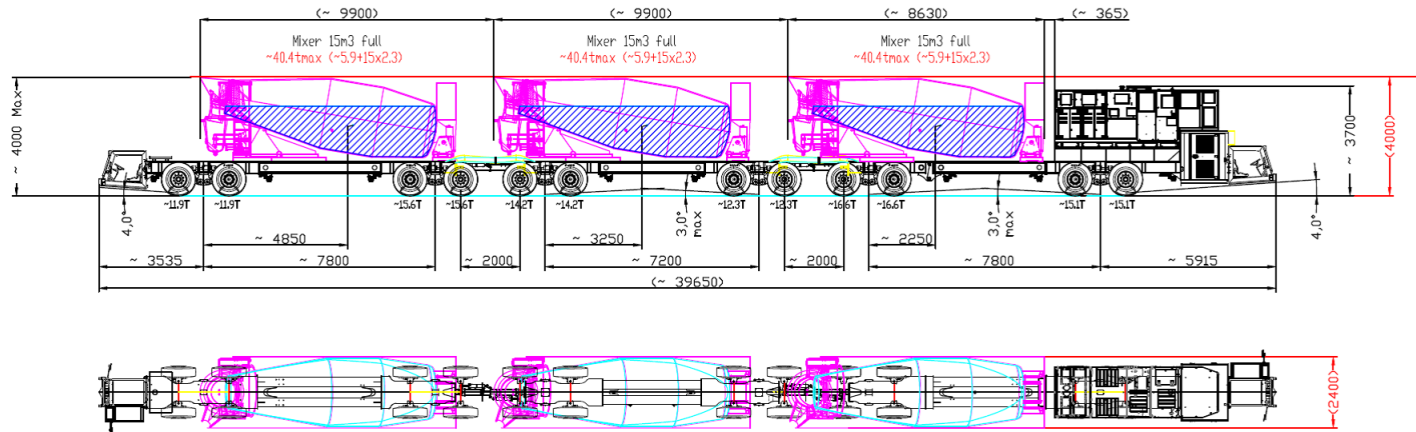 (~ 9900)
(~ 9900)
(~ 8630)
(~ 365)
Mixer 15m3 full
~40.4tmax (~5.9+15x2.3)
Mixer 15m3 full
~40.4tmax (~5.9+15x2.3)
Mixer 15m3 full
~40.4tmax (~5.9+15x2.3)
~ 4000 Max
~ 3700
(4000)
~11.9T
~11.9T
~15.6T
~15.6T
~14.2T
~14.2T
~12.3T
~12.3T
~16.6T
~16.6T
~15.1T
~15.1T
4,0°
3,0° max
3,0° max
4,0°
~ 4850
~ 3250
~ 2250
~ 3535
~ 7800
~ 2000
~ 7200
~ 2000
~ 7800
~ 5915
(~ 39650)
(2400)